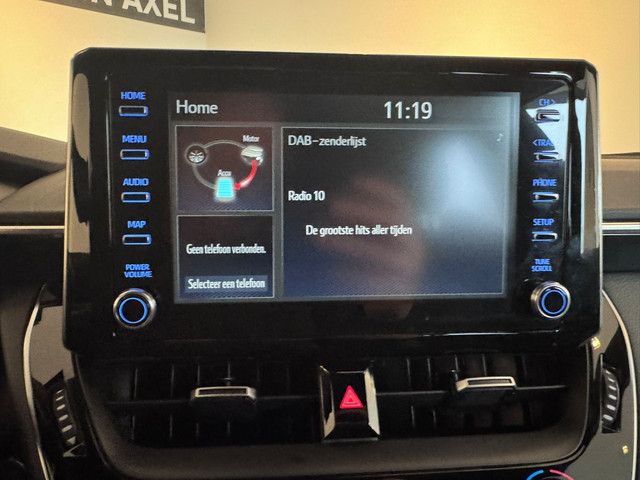 N AXEL
HOME
MENU
AUDIO
MAP
POWER
VOLUME
Home
11:19
Motor
Accu
Geen telefoon verbonden.
Selecteer een telefoon
DAB-zenderlijst
Radio 10
De grootste hits aller tijden
CH >
PHONE
SETUP
TUNE
SCROLL